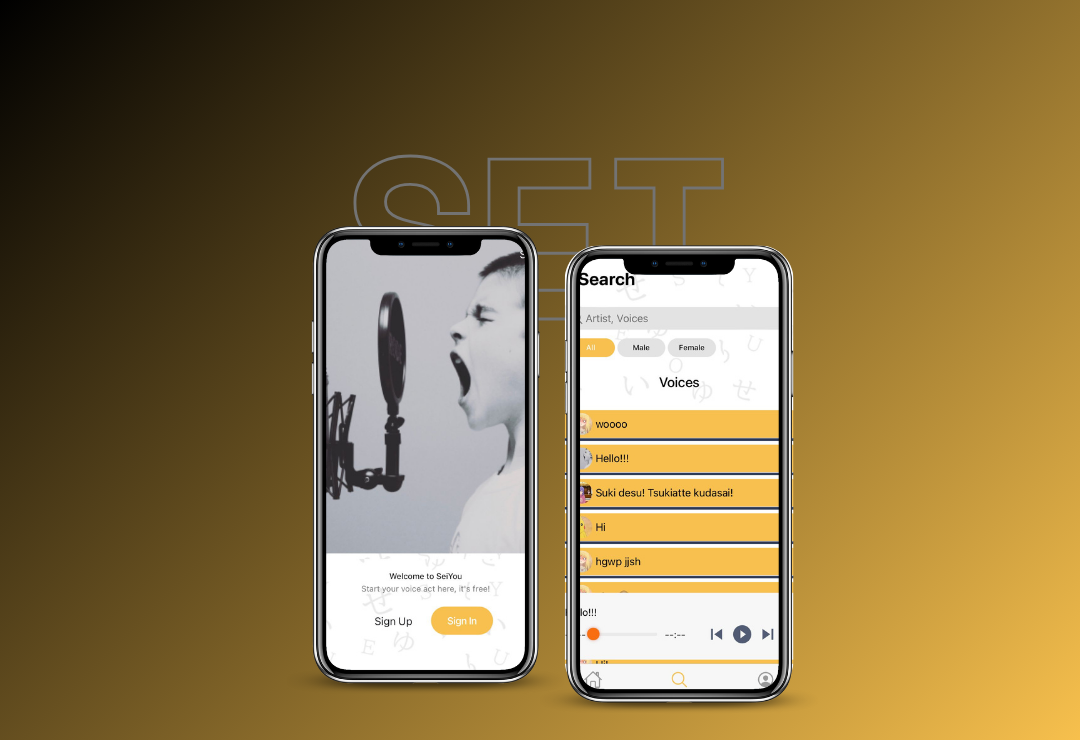 SET
Welcome to SeiYou
Start your voice act here, it's free!
Sign Up
Sign In
Search
Artist, Voices
All
Male
Female
Voices
woooo
Hello!!!
Suki desu! Tsukiatte kudasai!
Hi
hgwp jjsh
lo!!!
--:--